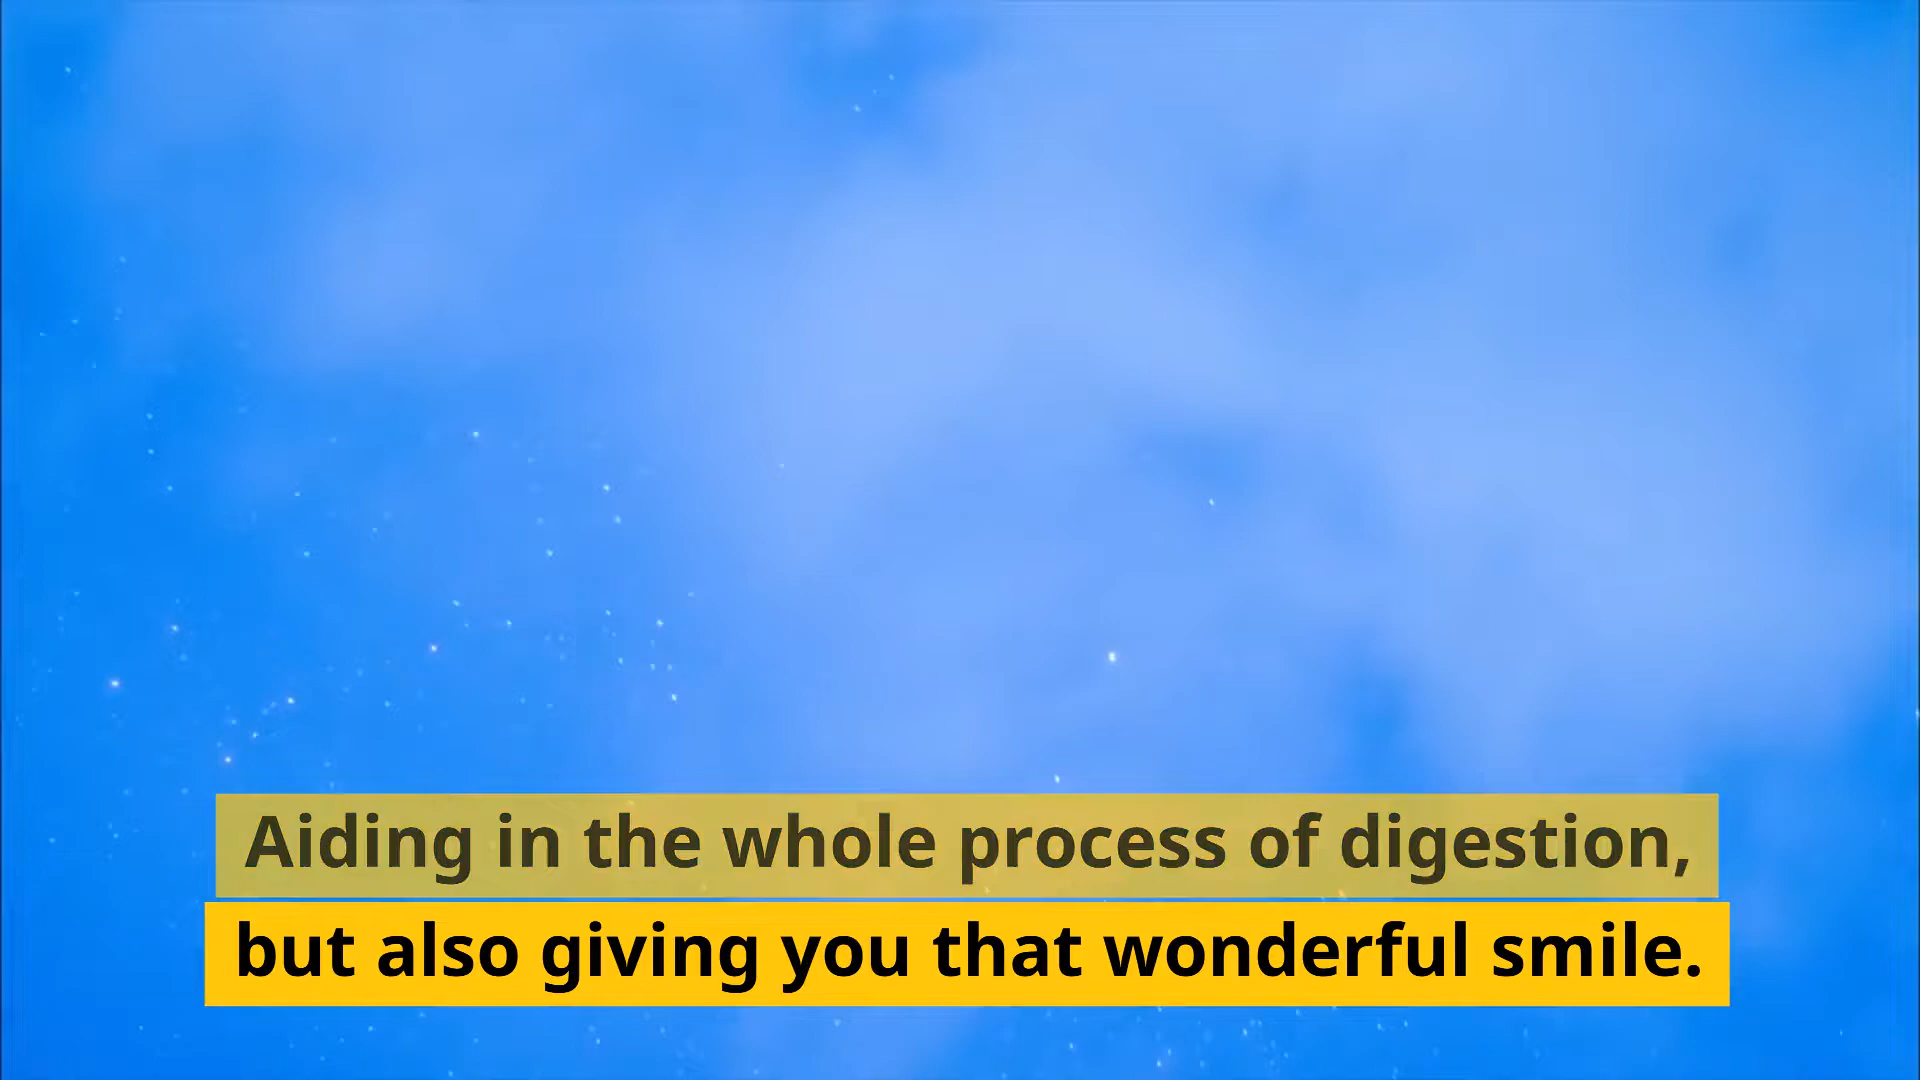 Aiding in the whole process of digestion,
but also giving you that wonderful smile.